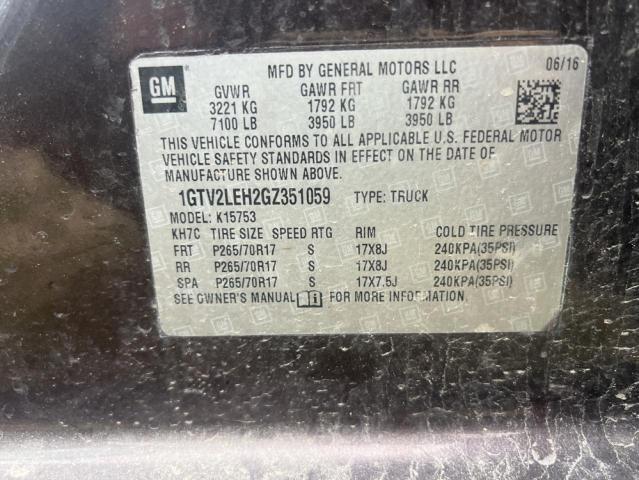 GM
MFD BY GENERAL MOTORS LLC 06/16
GVWR GAWR FRT GAWR RR
3221 KG 1792 KG 1792 KG
7100 LB 3950 LB 3950 LB
THIS VEHICLE CONFORMS TO ALL APPLICABLE U.S. FEDERAL MOTOR
VEHICLE SAFETY STANDARDS IN EFFECT ON THE DATE OF
MANUFACTURE SHOWN ABOVE.
1GTV2LEH2GZ351059 TYPE: TRUCK
MODEL: K15753
KH7C TIRE SIZE SPEED RTG RIM COLD TIRE PRESSURE
FRT P265/70R17 S 17X8J 240KPA(35PSI)
RR P265/70R17 S 17X8J 240KPA(35PSI)
SPA P265/70R17 S 17X7.5J 240KPA(35PSI)
SEE OWNER'S MANUAL FOR MORE INFORMATION.